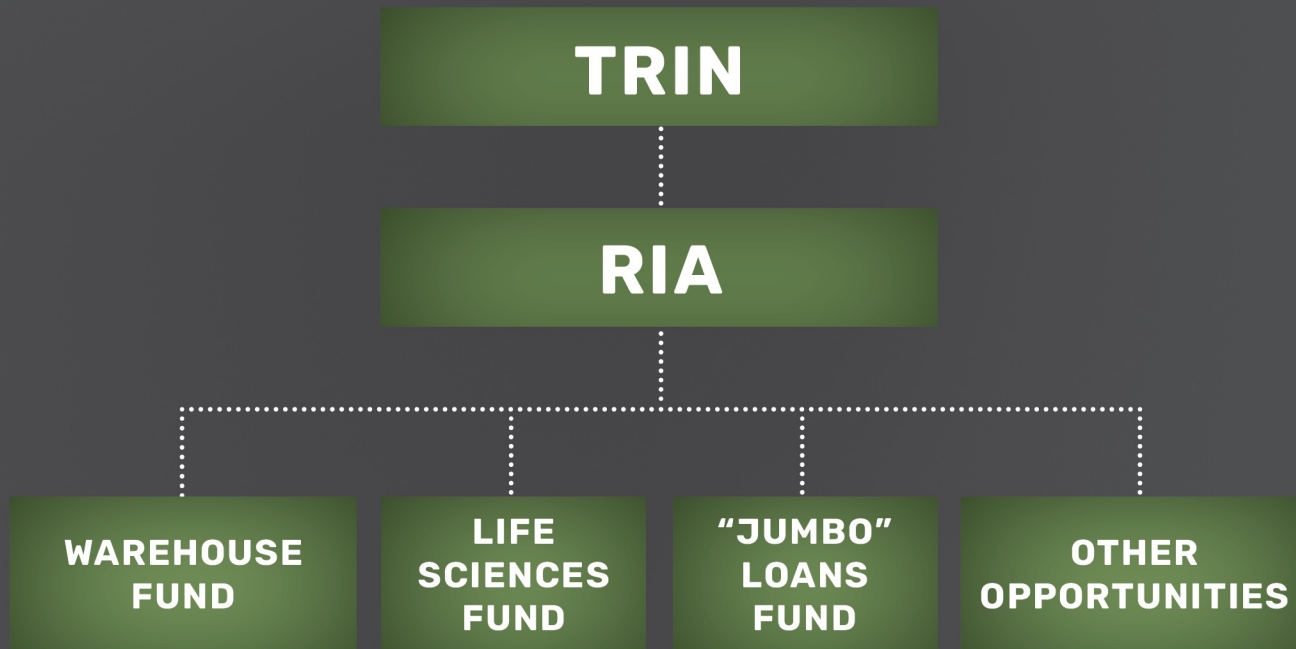 TRIN
RIA
WAREHOUSE
FUND
LIFE
SCIENCES
FUND
“JUMBO”
LOANS
FUND
OTHER
OPPORTUNITIES